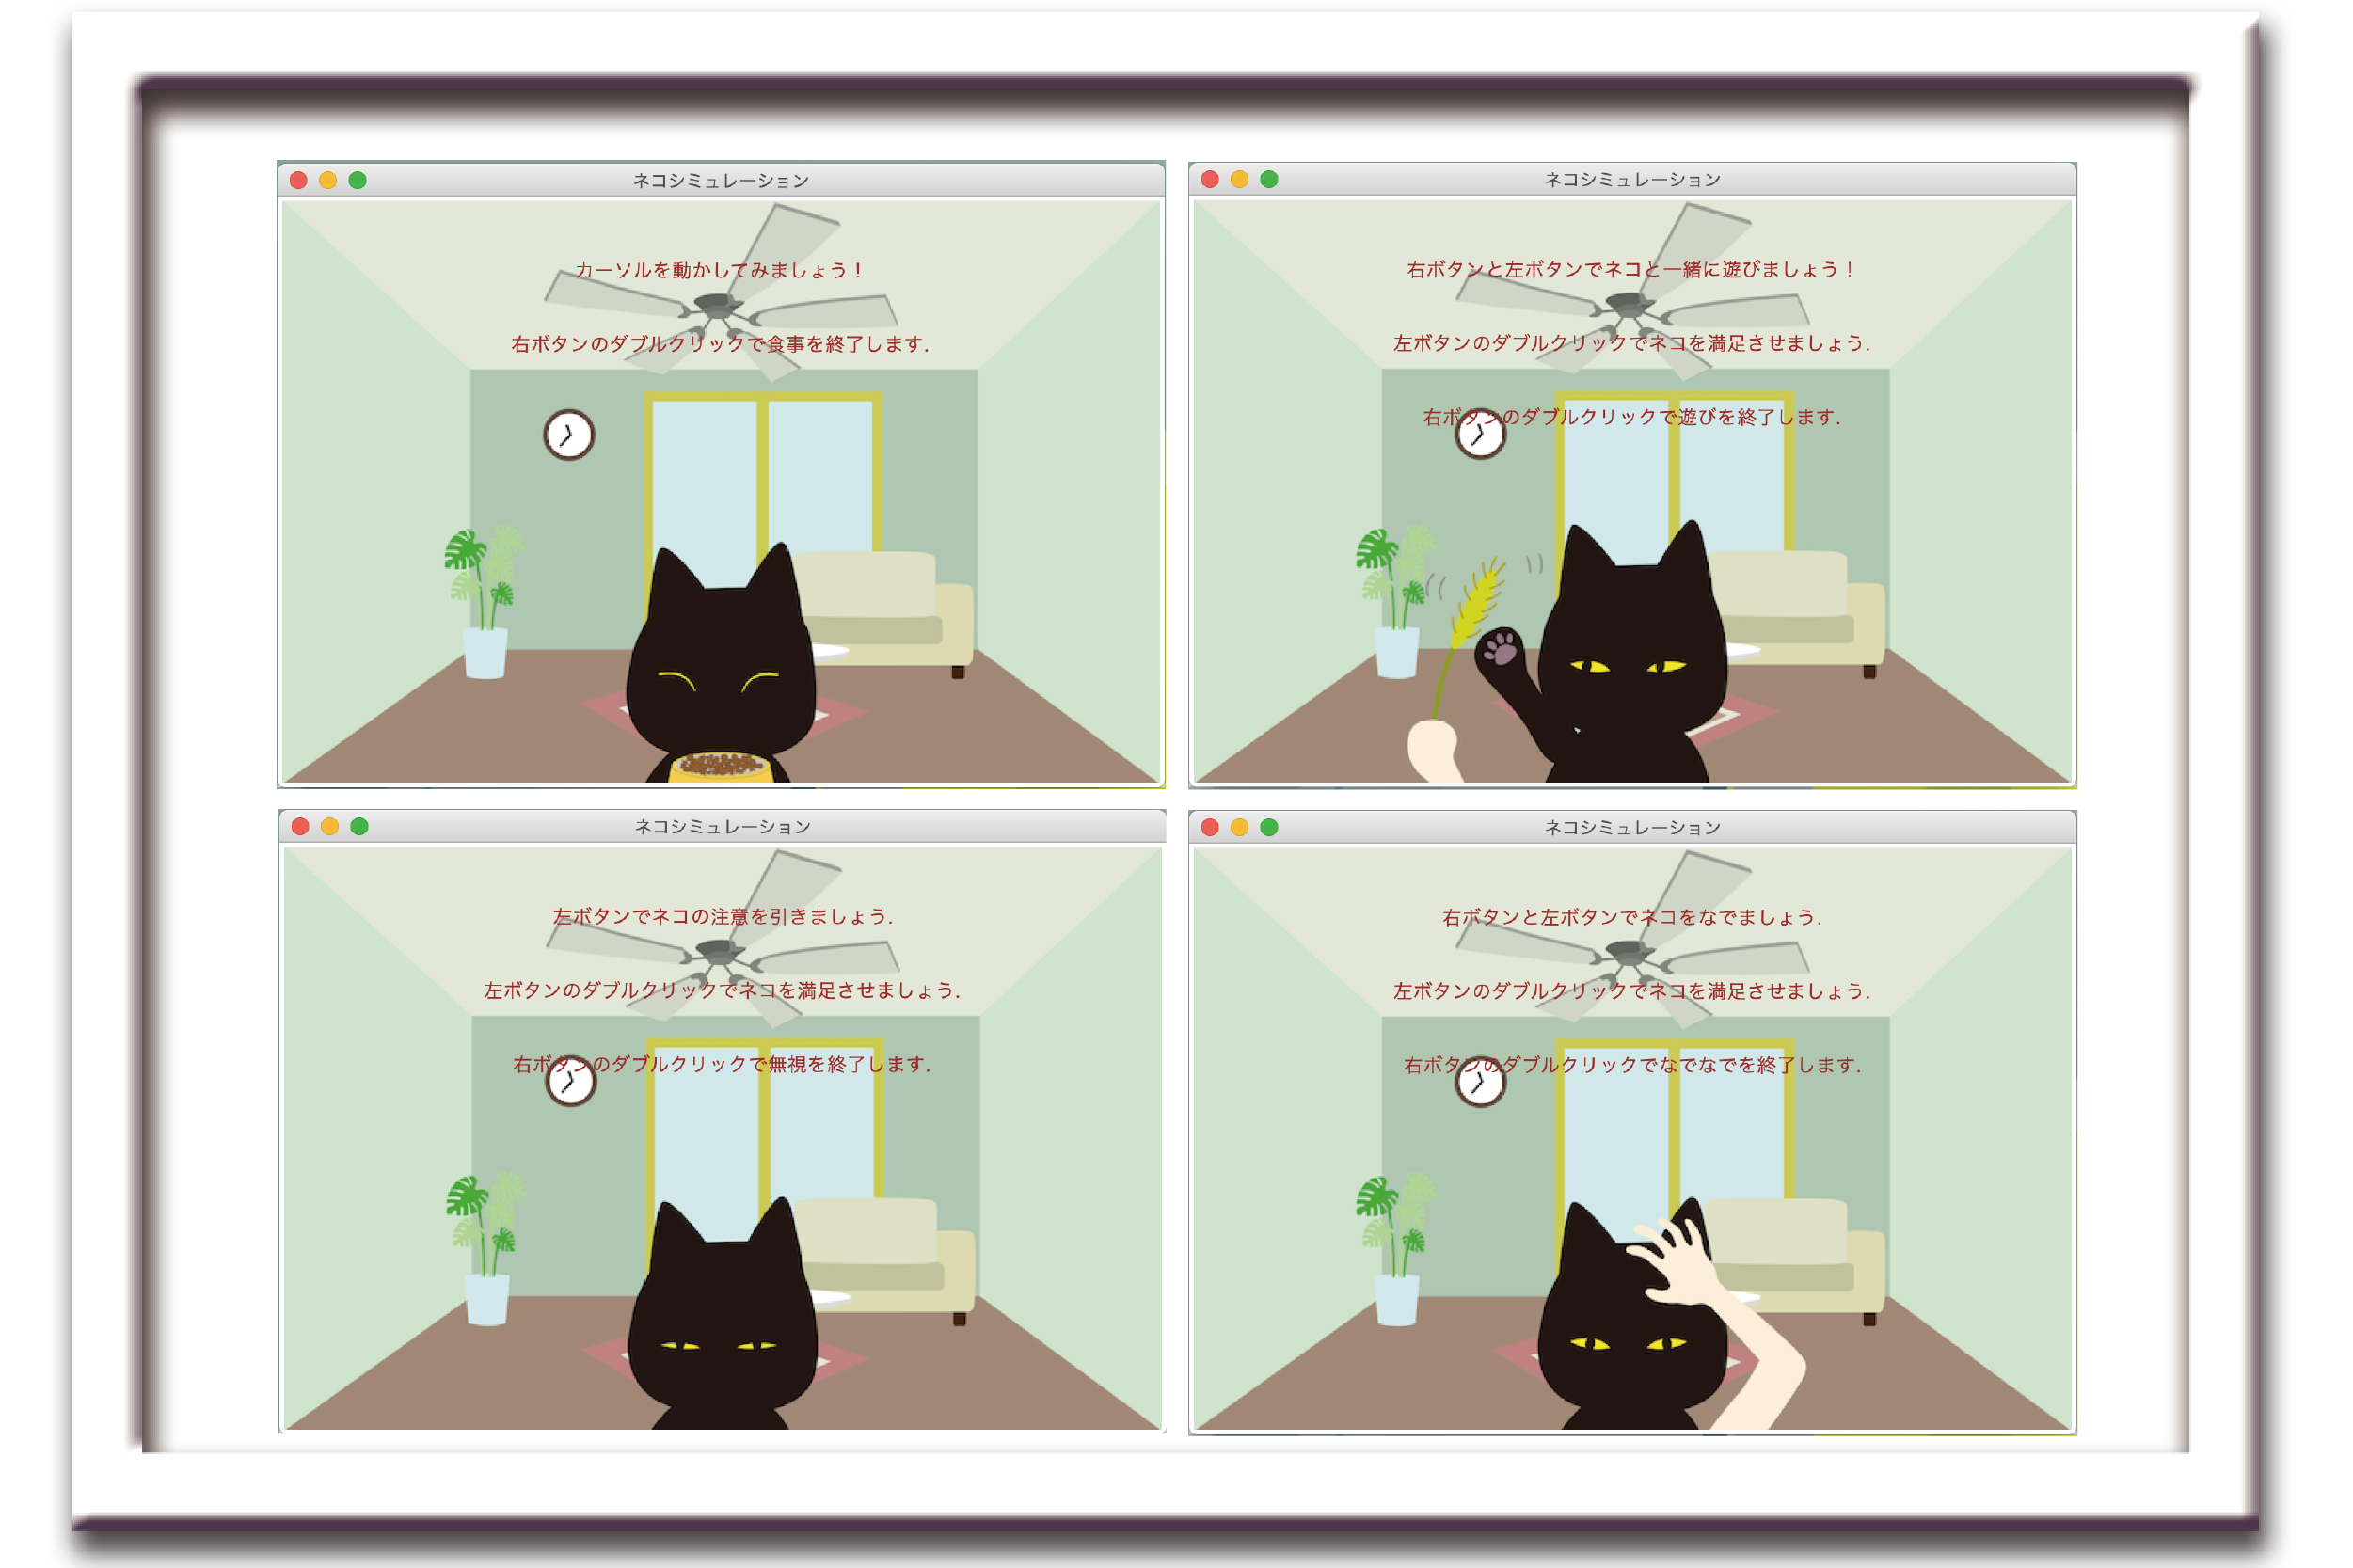 ネコシミュレーション
カーソルを動かしてみましょう！
右ボタンのダブルクリックで食事を終了します.
ネコシミュレーション
右ボタンと左ボタンでネコと一緒に遊びましょう！
左ボタンのダブルクリックでネコを満足させましょう.
右ボタンのダブルクリックで遊びを終了します.
ネコシミュレーション
左ボタンでネコの注意を引きましょう.
左ボタンのダブルクリックでネコを満足させましょう.
右ボタンのダブルクリックで無視を終了します.
ネコシミュレーション
右ボタンと左ボタンでネコをなでましょう.
左ボタンのダブルクリックでネコを満足させましょう.
右ボタンのダブルクリックでなでなでを終了します.